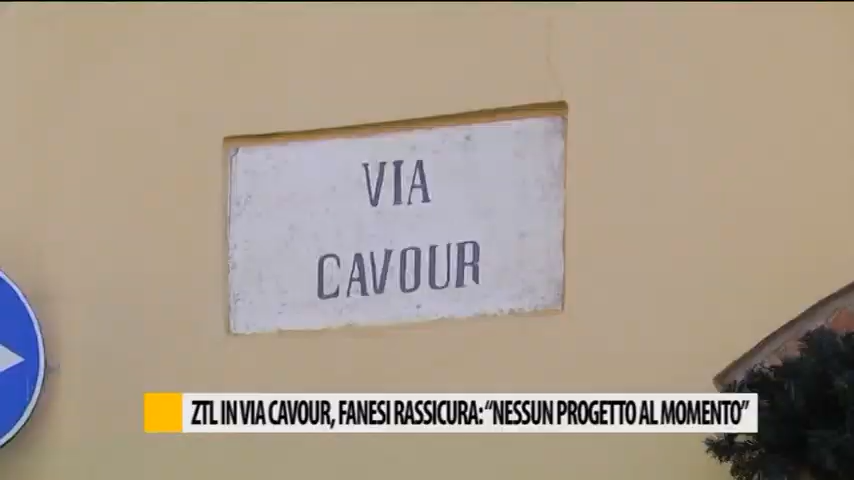 VIA
CAVOUR
ZTL IN VIA CAVOUR, FANESI RASSICURA: “NESSUN PROGETTO AL MOMENTO”